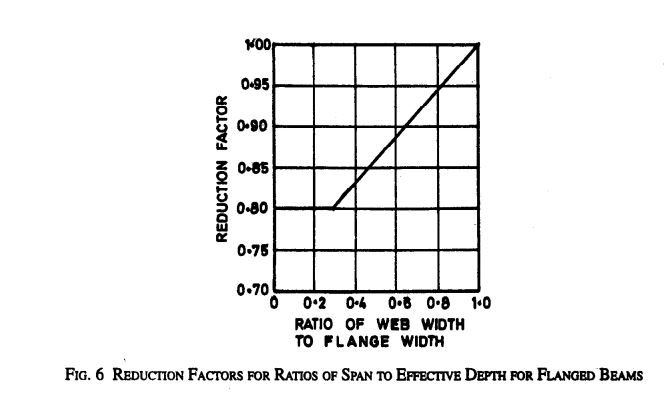 1·00
0·95
0·90
0·85
0·80
0·75
0·70
REDUCTION FACTOR
0 0·2 0·4 0·6 0·8 1·0
RATIO OF WEB WIDTH
TO FLANGE WIDTH
FIG. 6 REDUCTION FACTORS FOR RATIOS OF SPAN TO EFFECTIVE DEPTH FOR FLANGED BEAMS